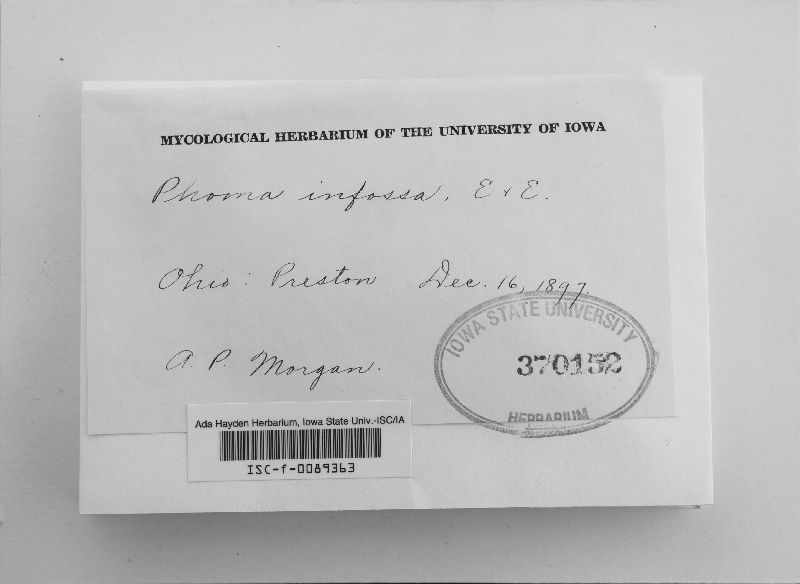 MYCOLOGICAL HERBARIUM OF THE UNIVERSITY OF IOWA
Phoma infossa, E & E.
Ohio: Preston Dec. 16, 1897.
A. P. Morgan.
IOWA STATE UNIVERSITY
370152
HERBARIUM
Ada Hayden Herbarium, Iowa State Univ.-ISC/IA
ISC-f-0089363